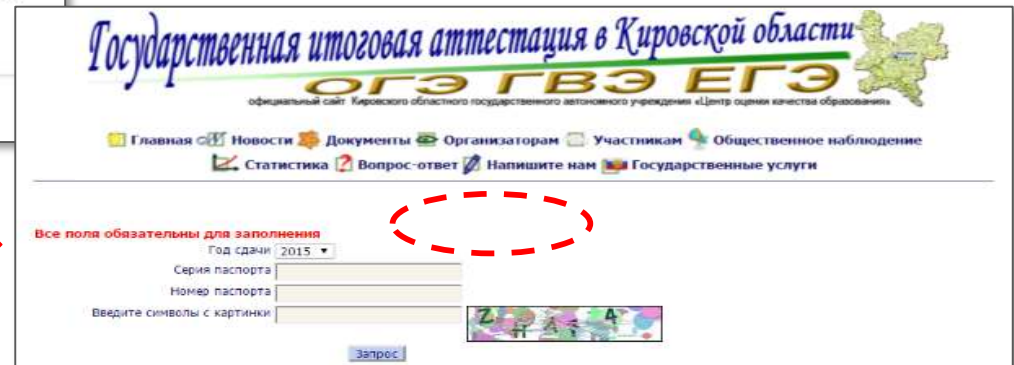 Государственная итоговая аттестация в Кировской области
ОГЭ ГВЭ ЕГЭ
официальный сайт Кировского областного государственного автономного учреждения «Центр оценки качества образования»
Главная Новости Документы Организаторам Участникам Общественное наблюдение
Статистика Вопрос-ответ Напишите нам Государственные услуги
Все поля обязательны для заполнения
Год сдачи 2015
Серия паспорта
Номер паспорта
Введите символы с картинки
Запрос